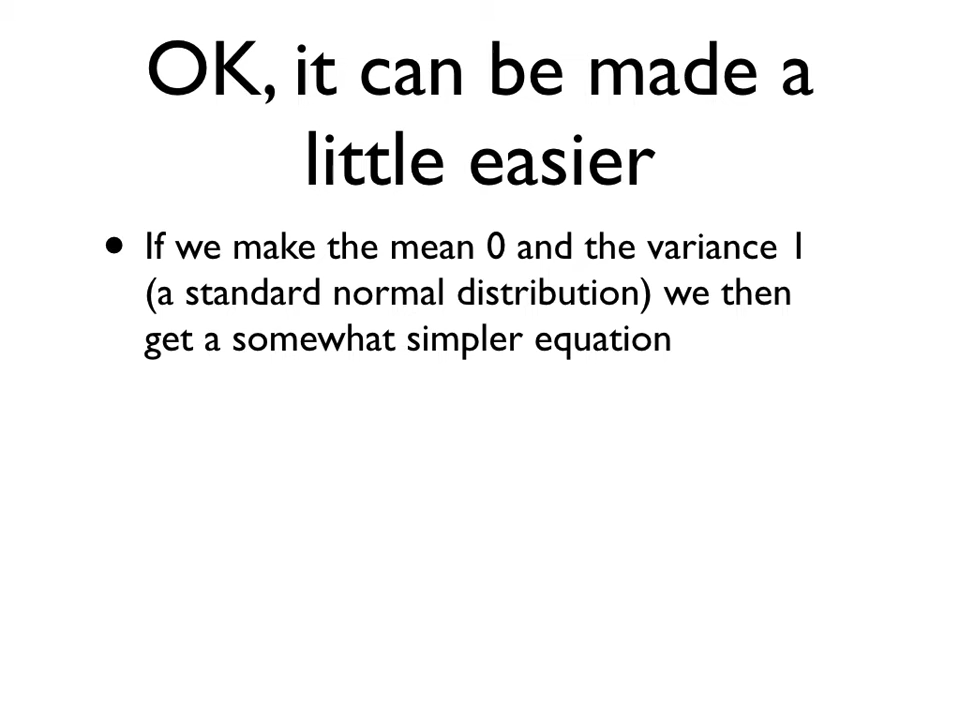 OK, it can be made a
little easier
• If we make the mean 0 and the variance 1
(a standard normal distribution) we then
get a somewhat simpler equation